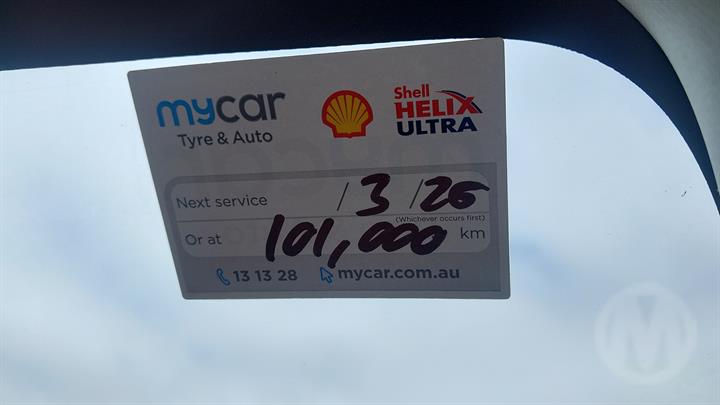 mycar
Tyre & Auto
Shell
HELIX
ULTRA
Next service /3/26
(Whichever occurs first)
Or at 101,000 km
13 13 28 mycar.com.au
M